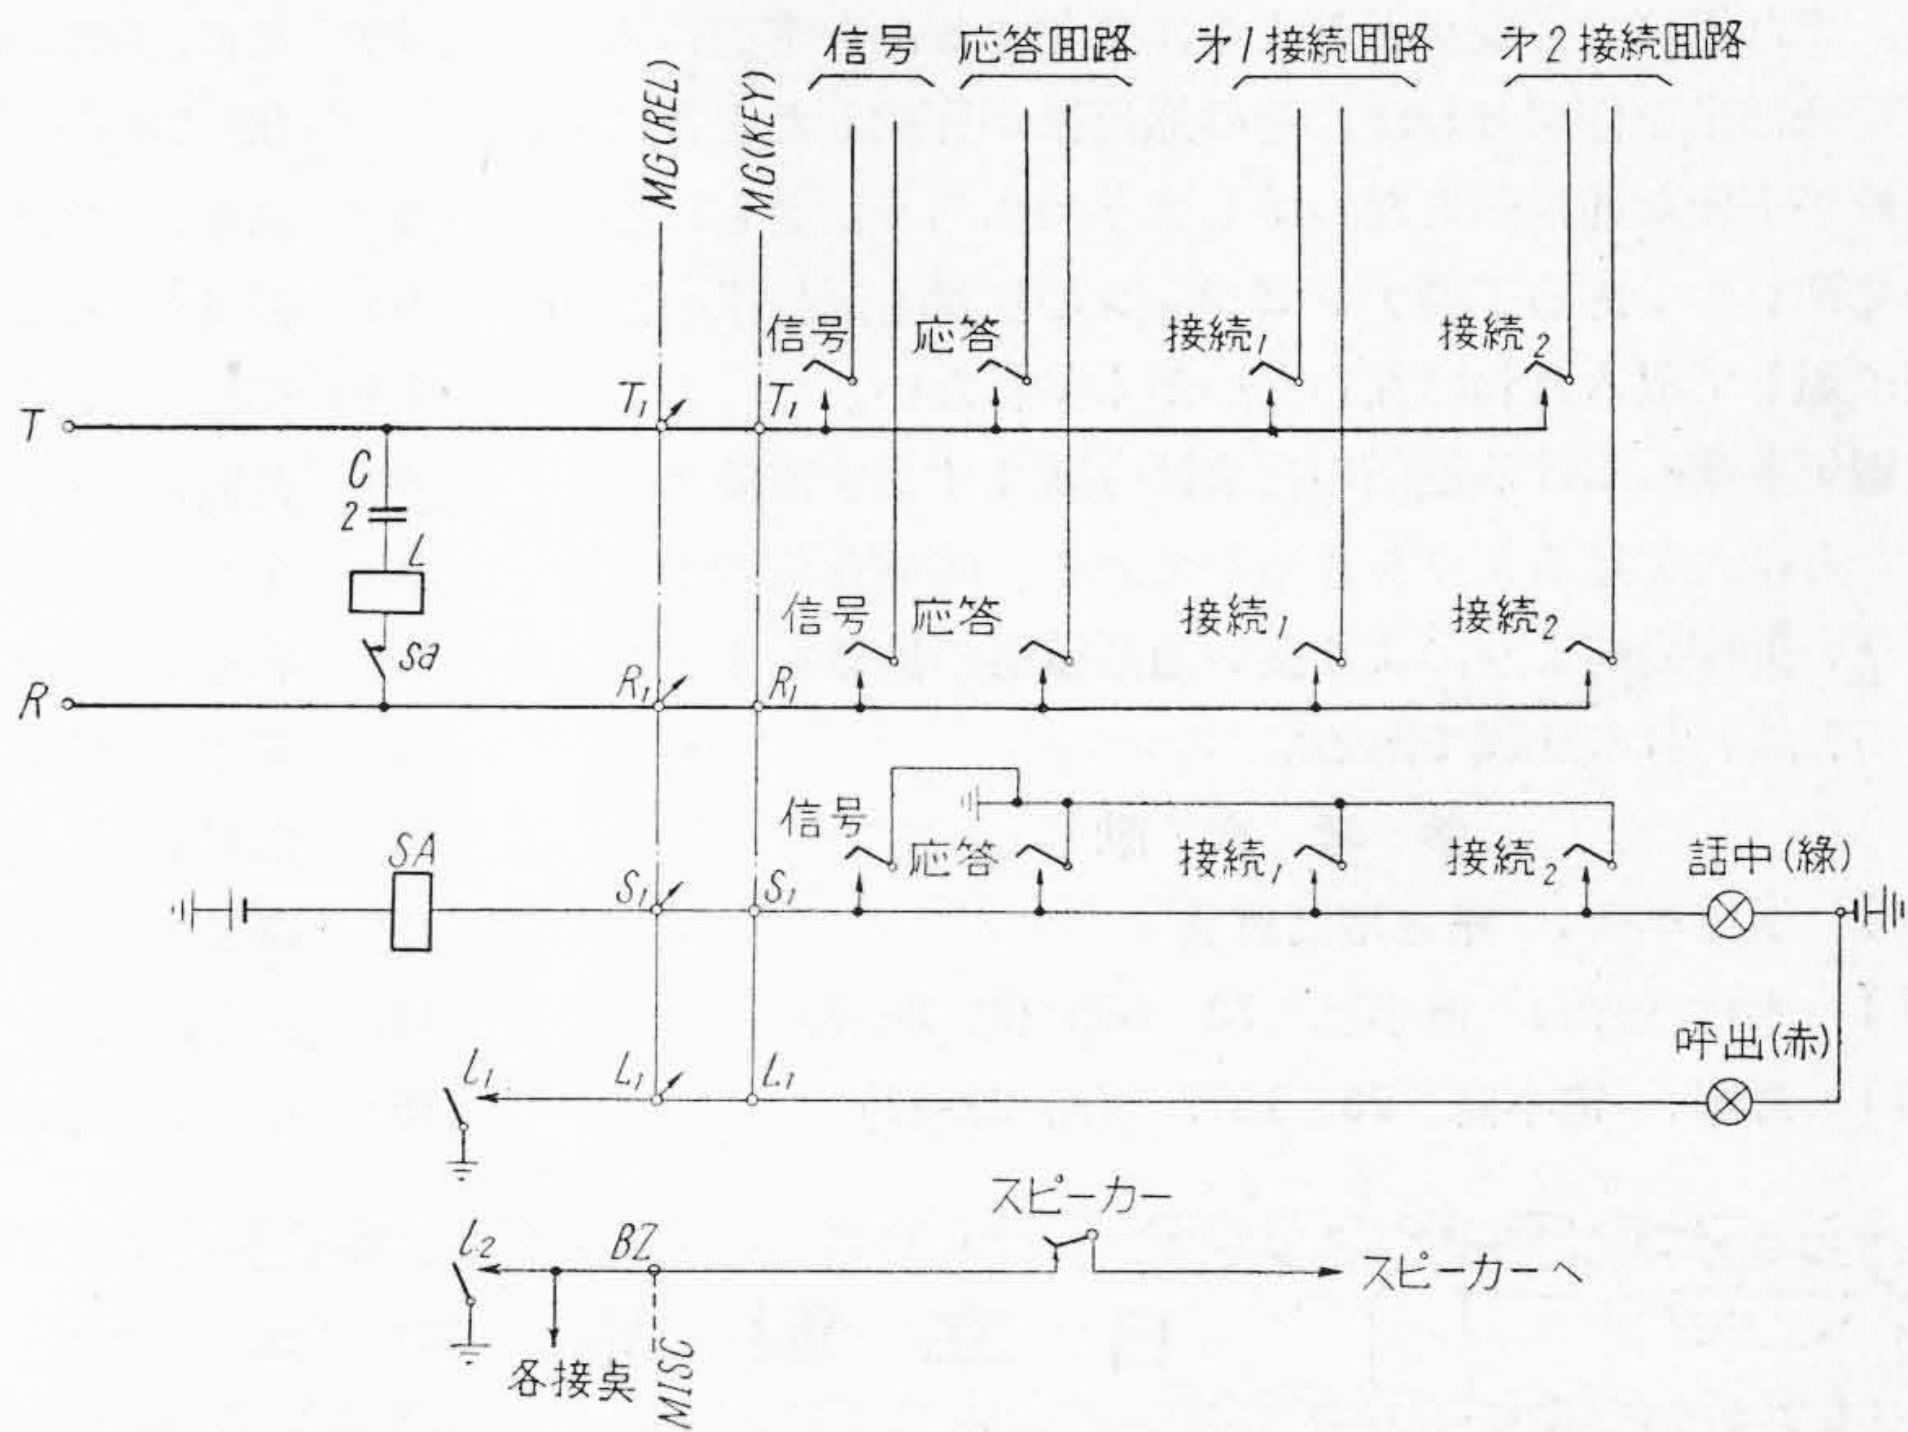 信号 応答回路 才1接続回路 才2接続回路
MG(REL)
MG(KEY)
信号 応答 接続1 接続2
T T1 T1
C
2
L
sa
信号 応答 接続1 接続2
R R1 R1
信号 応答 接続1 接続2 話中(綠)
SA S1 S1
呼出(赤)
l1 L1 L1
スピーカー
l2 BZ スピーカーへ
各接点
MISC